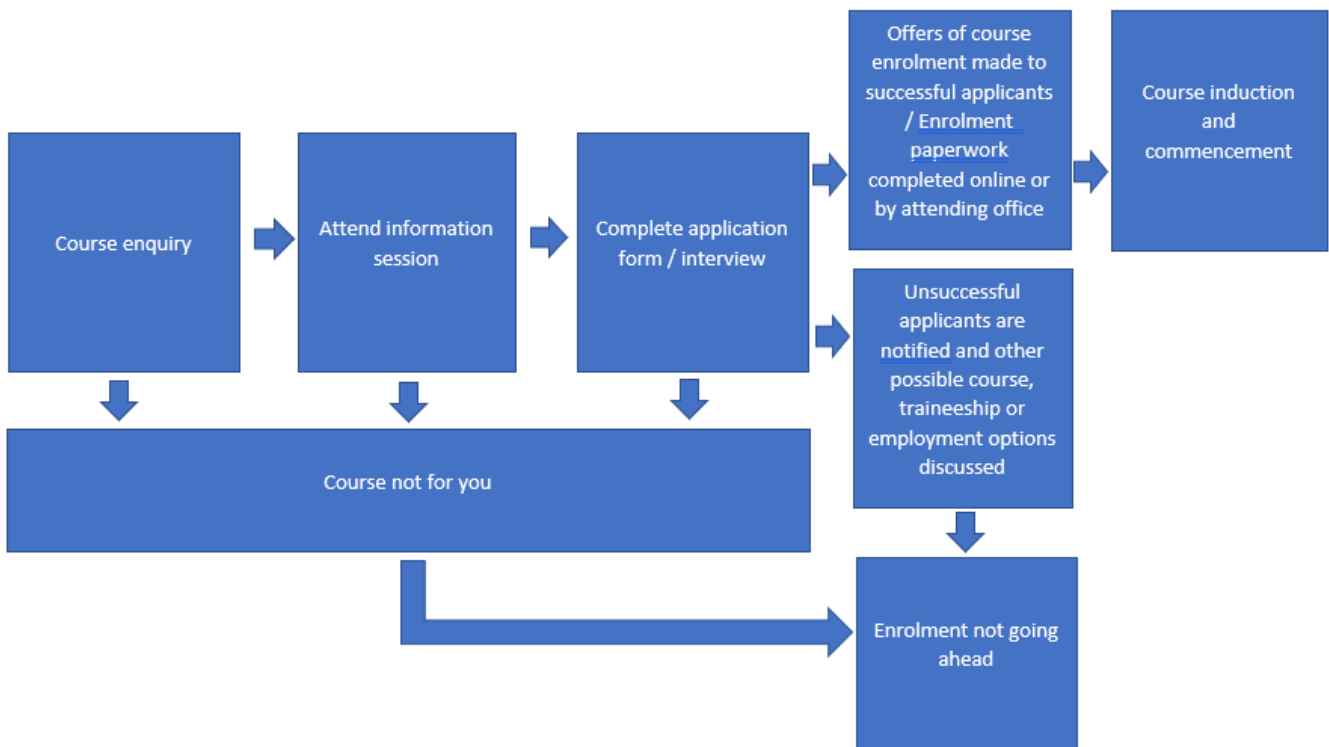 Course enquiry
Attend information
session
Complete application
form / interview
Offers of course
enrolment made to
successful applicants
/ Enrolment
paperwork
completed online or
by attending office
Course induction
and
commencement
Unsuccessful
applicants are
notified and other
possible course,
traineeship or
employment options
discussed
Course not for you
Enrolment not going
ahead